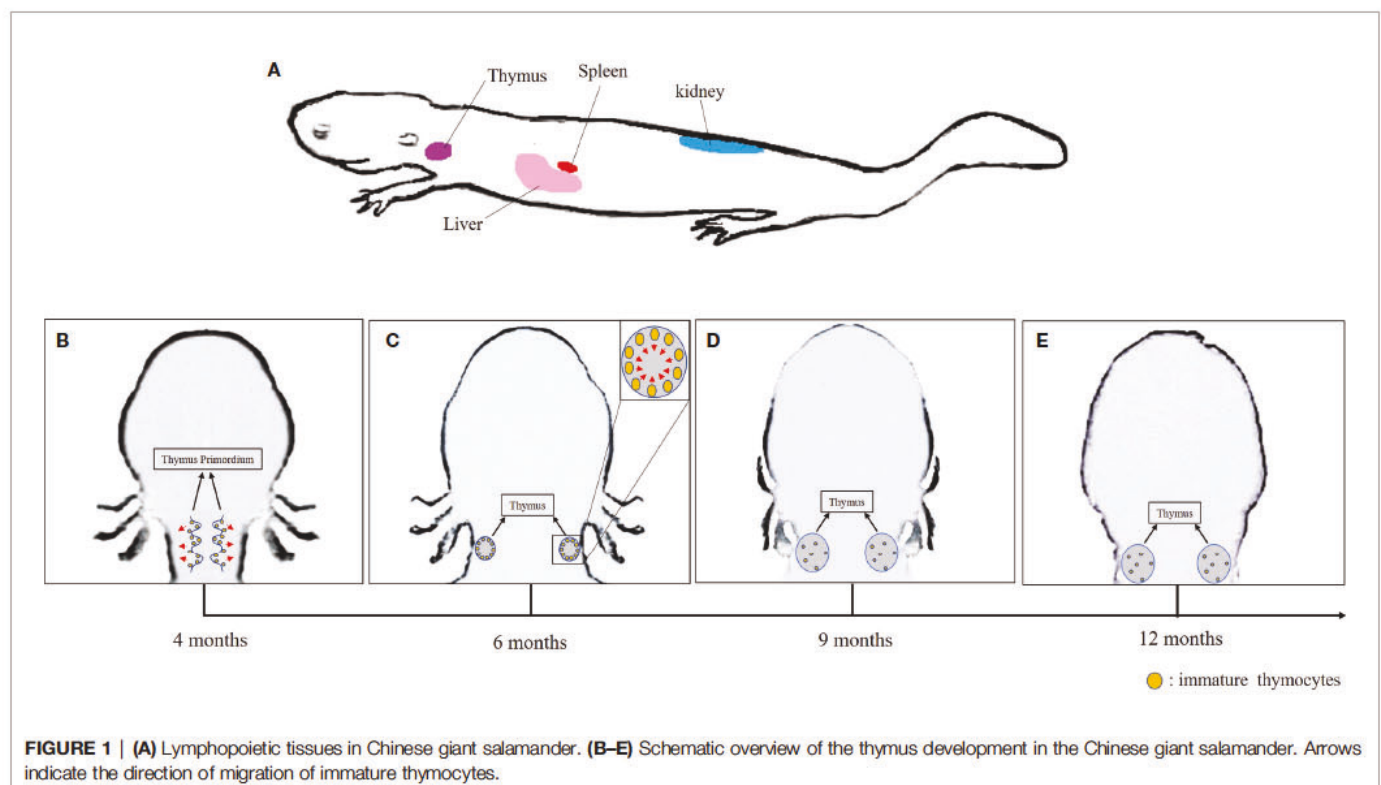 A
Thymus
Spleen
kidney
Liver
B
Thymus Primordium
C
Thymus
D
Thymus
E
Thymus
4 months
6 months
9 months
12 months
: immature thymocytes
FIGURE 1 | (A) Lymphopoietic tissues in Chinese giant salamander. (B–E) Schematic overview of the thymus development in the Chinese giant salamander. Arrows
indicate the direction of migration of immature thymocytes.